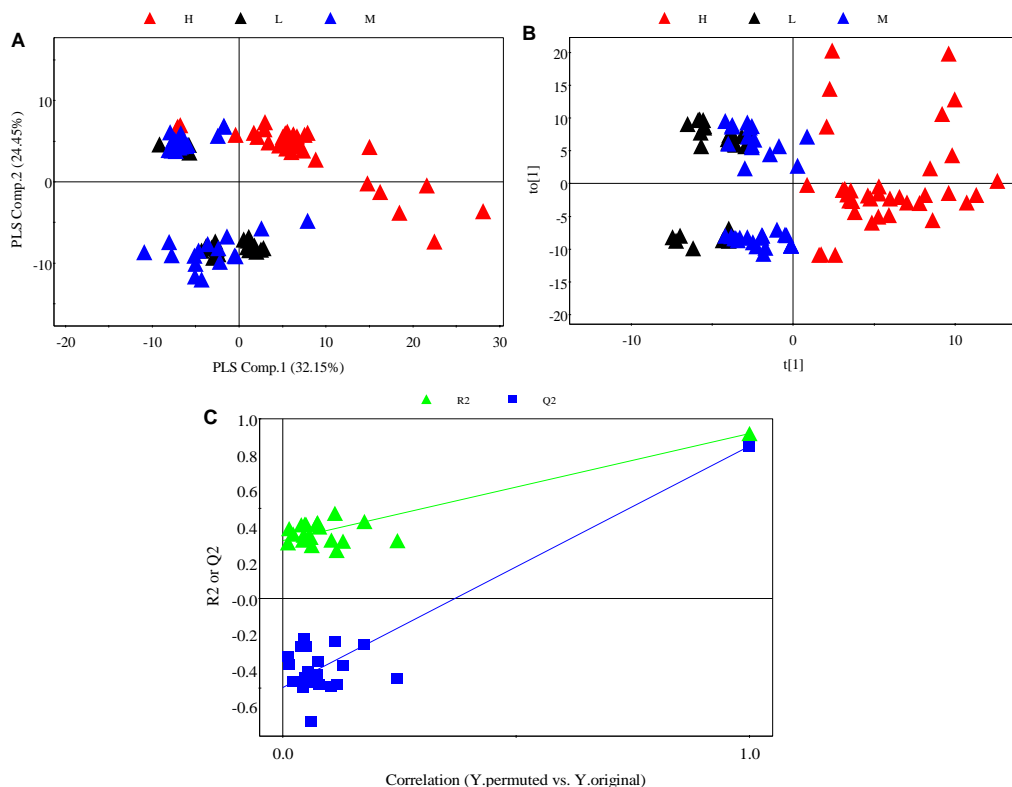 H L M
A
10
0
-10
-20 -10 0 10 20 30
PLS Comp.2 (24.45%)
PLS Comp.1 (32.15%)
H L M
B
20
15
10
5
0
-5
-10
-15
-20
-10 0 10
to[1]
t[1]
R2 Q2
C
1.0
0.8
0.6
0.4
0.2
-0.0
-0.2
-0.4
-0.6
0.0 1.0
R2 or Q2
Correlation (Y.permuted vs. Y.original)